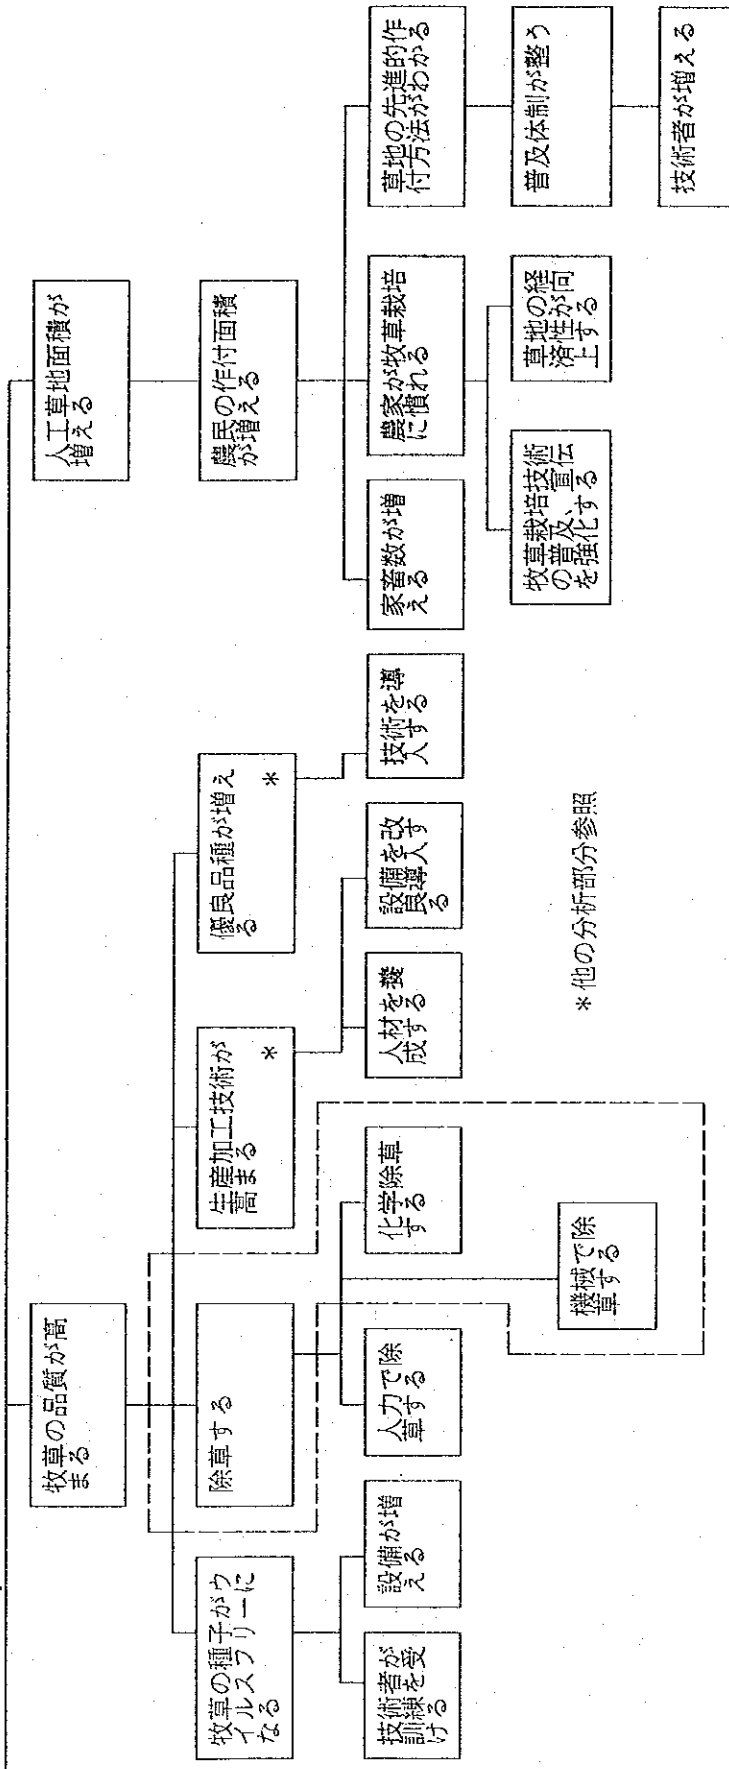 牧草の品質が高
まる
人工草地面積が
増える
牧草の種子がウ
イルスフリーに
なる
除草する
生産加工技術が
高まる
*
優良品種が増え
る
*
農民の作付面積
が増える
技術者が
訓練を受
ける
設備が増
える
人力で除
草する
化学除草
する
人材を養
成する
設備を改
良導入す
る
技術を導
入する
家畜数が増
える
農家が牧草栽培
に慣れる
草地の先進的作
付方法がわかる
機械で除
草する
牧草栽培技術
の普及、宣伝
を強化する
草地の経
済性が向
上する
普及体制が整う
技術者が増える
*他の分析部分参照